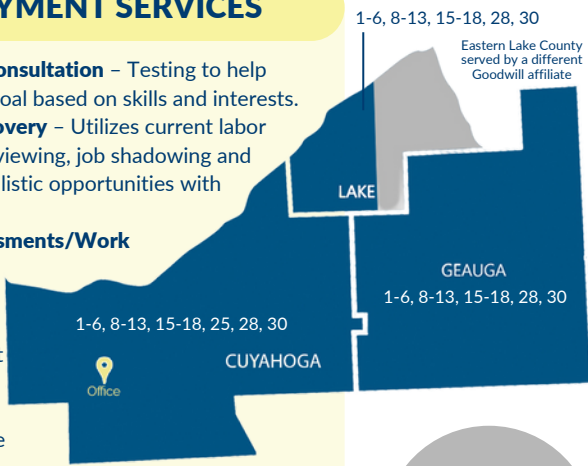 YMENT SERVICES
onsultation – Testing to help
oal based on skills and interests.
overy – Utilizes current labor
viewing, job shadowing and
listic opportunities with
sments/Work
t
e
1-6, 8-13, 15-18, 28, 30
Eastern Lake County
served by a different
Goodwill affiliate
LAKE
GEAUGA
1-6, 8-13, 15-18, 28, 30
1-6, 8-13, 15-18, 25, 28, 30
CUYAHOGA
Office